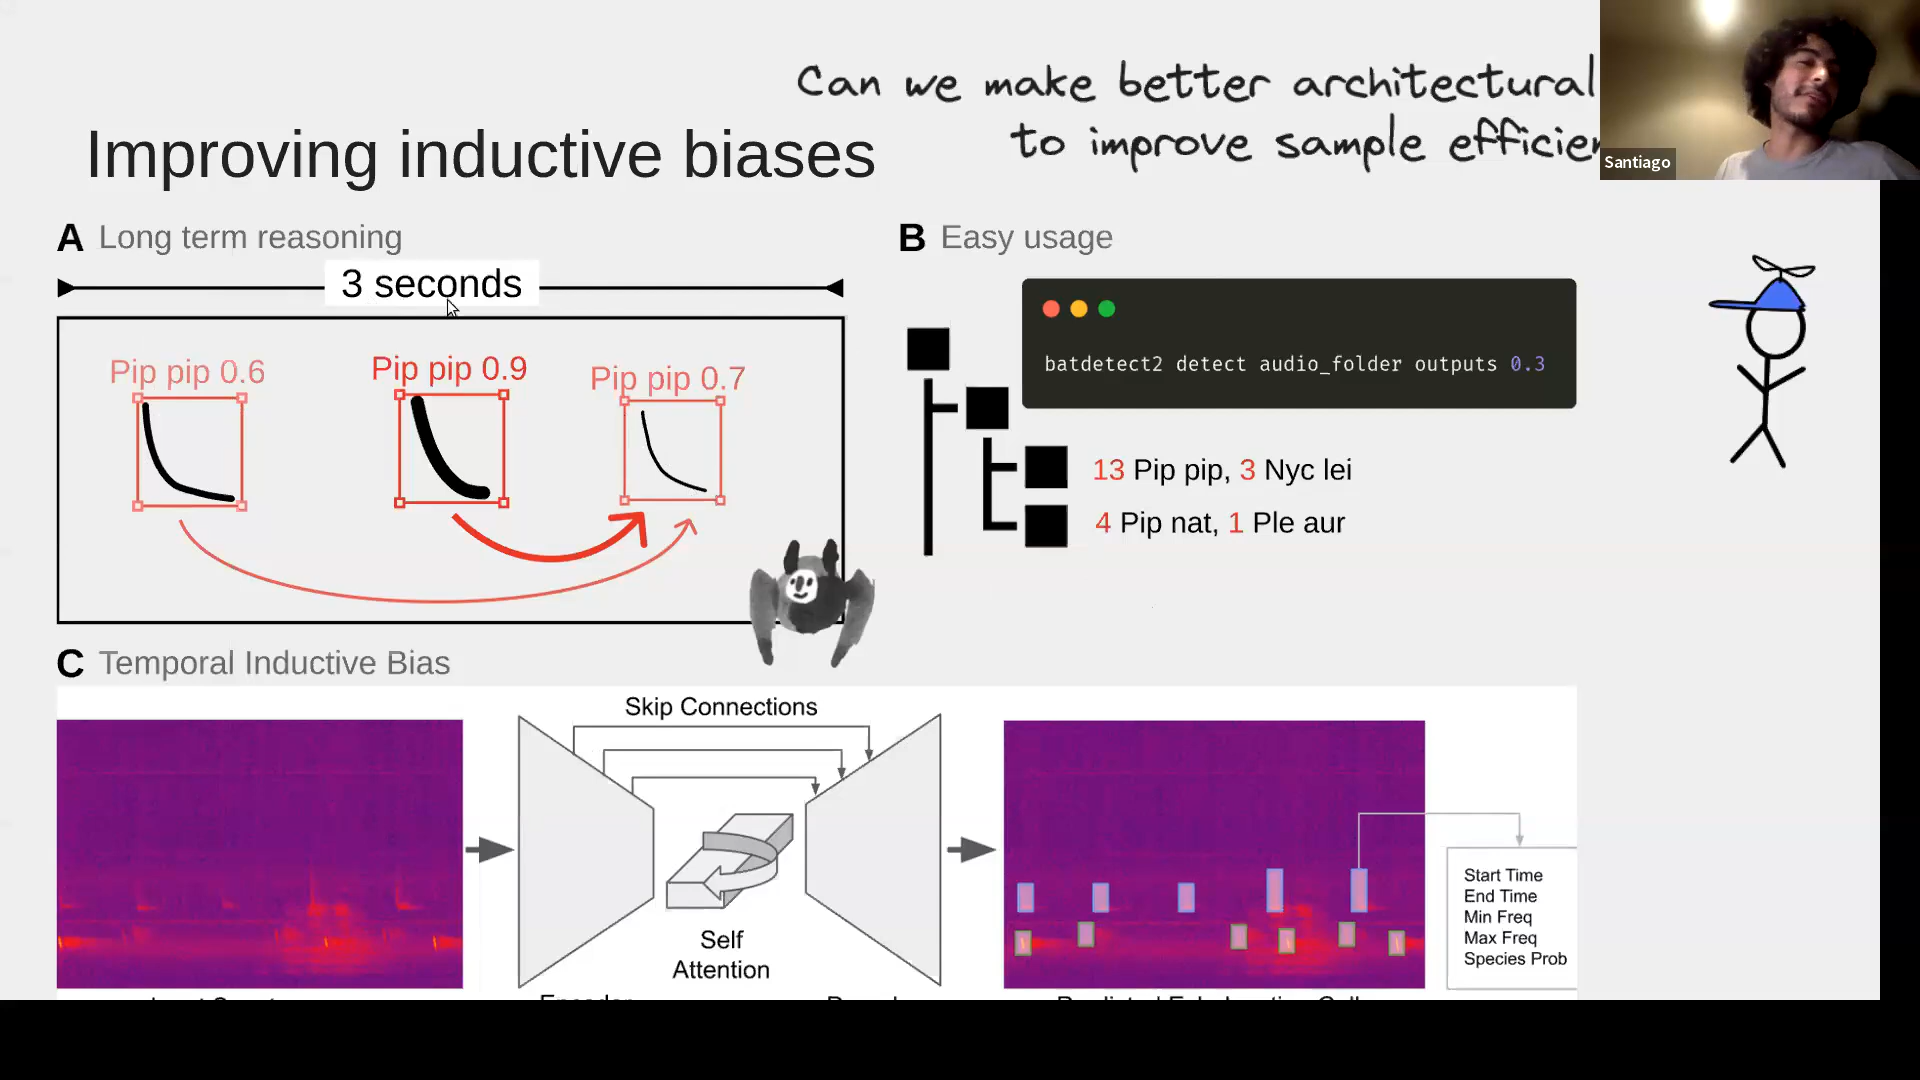 Can we make better architectural
to improve sample
Improving inductive biases
Santiago
A Long term reasoning
3 seconds
Pip pip 0.6
Pip pip 0.9
Pip pip 0.7
B Easy usage
batdetect2 detect audio_folder outputs 0.3
13 Pip pip, 3 Nyc lei
4 Pip nat, 1 Ple aur
C Temporal Inductive Bias
Skip Connections
Self
Attention
Start Time
End Time
Min Freq
Max Freq
Species Prob